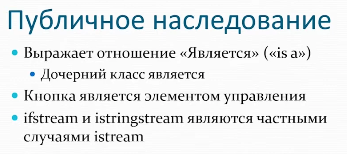 Публичное наследование
Выражает отношение «Является» («is a»)
Дочерний класс является
Кнопка является элементом управления
ifstream и istringstream являются частными
случаями istream